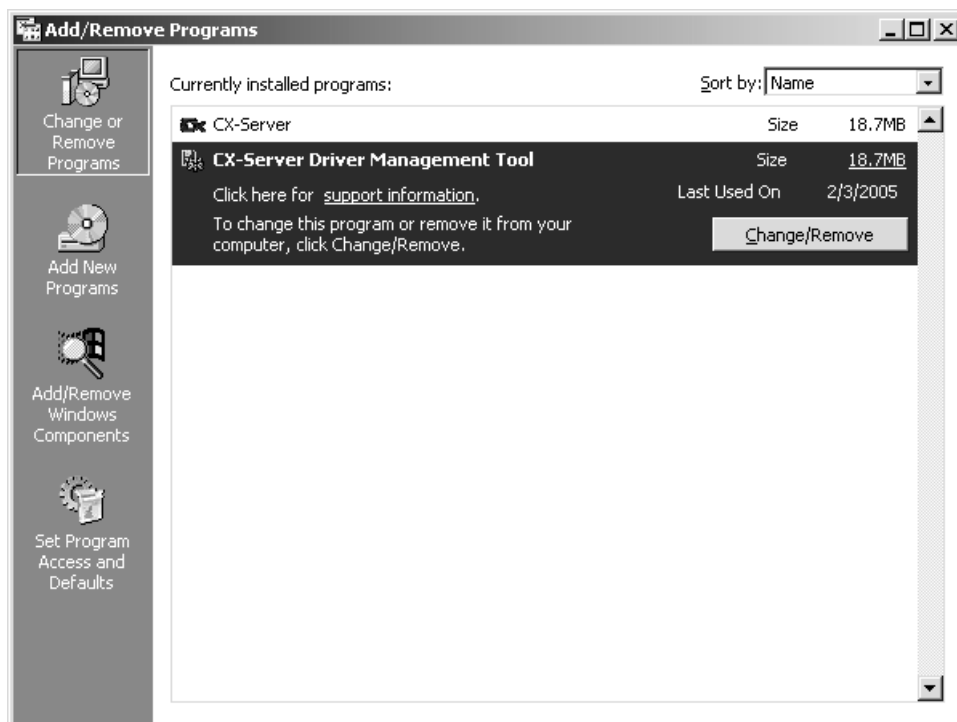 Add/Remove Programs
Change or
Remove
Programs
Add New
Programs
Add/Remove
Windows
Components
Set Program
Access and
Defaults
Currently installed programs:
Sort by: Name
CX-Server Size 18.7MB
CX-Server Driver Management Tool Size 18.7MB
Click here for support information. Last Used On 2/3/2005
To change this program or remove it from your
computer, click Change/Remove.
Change/Remove